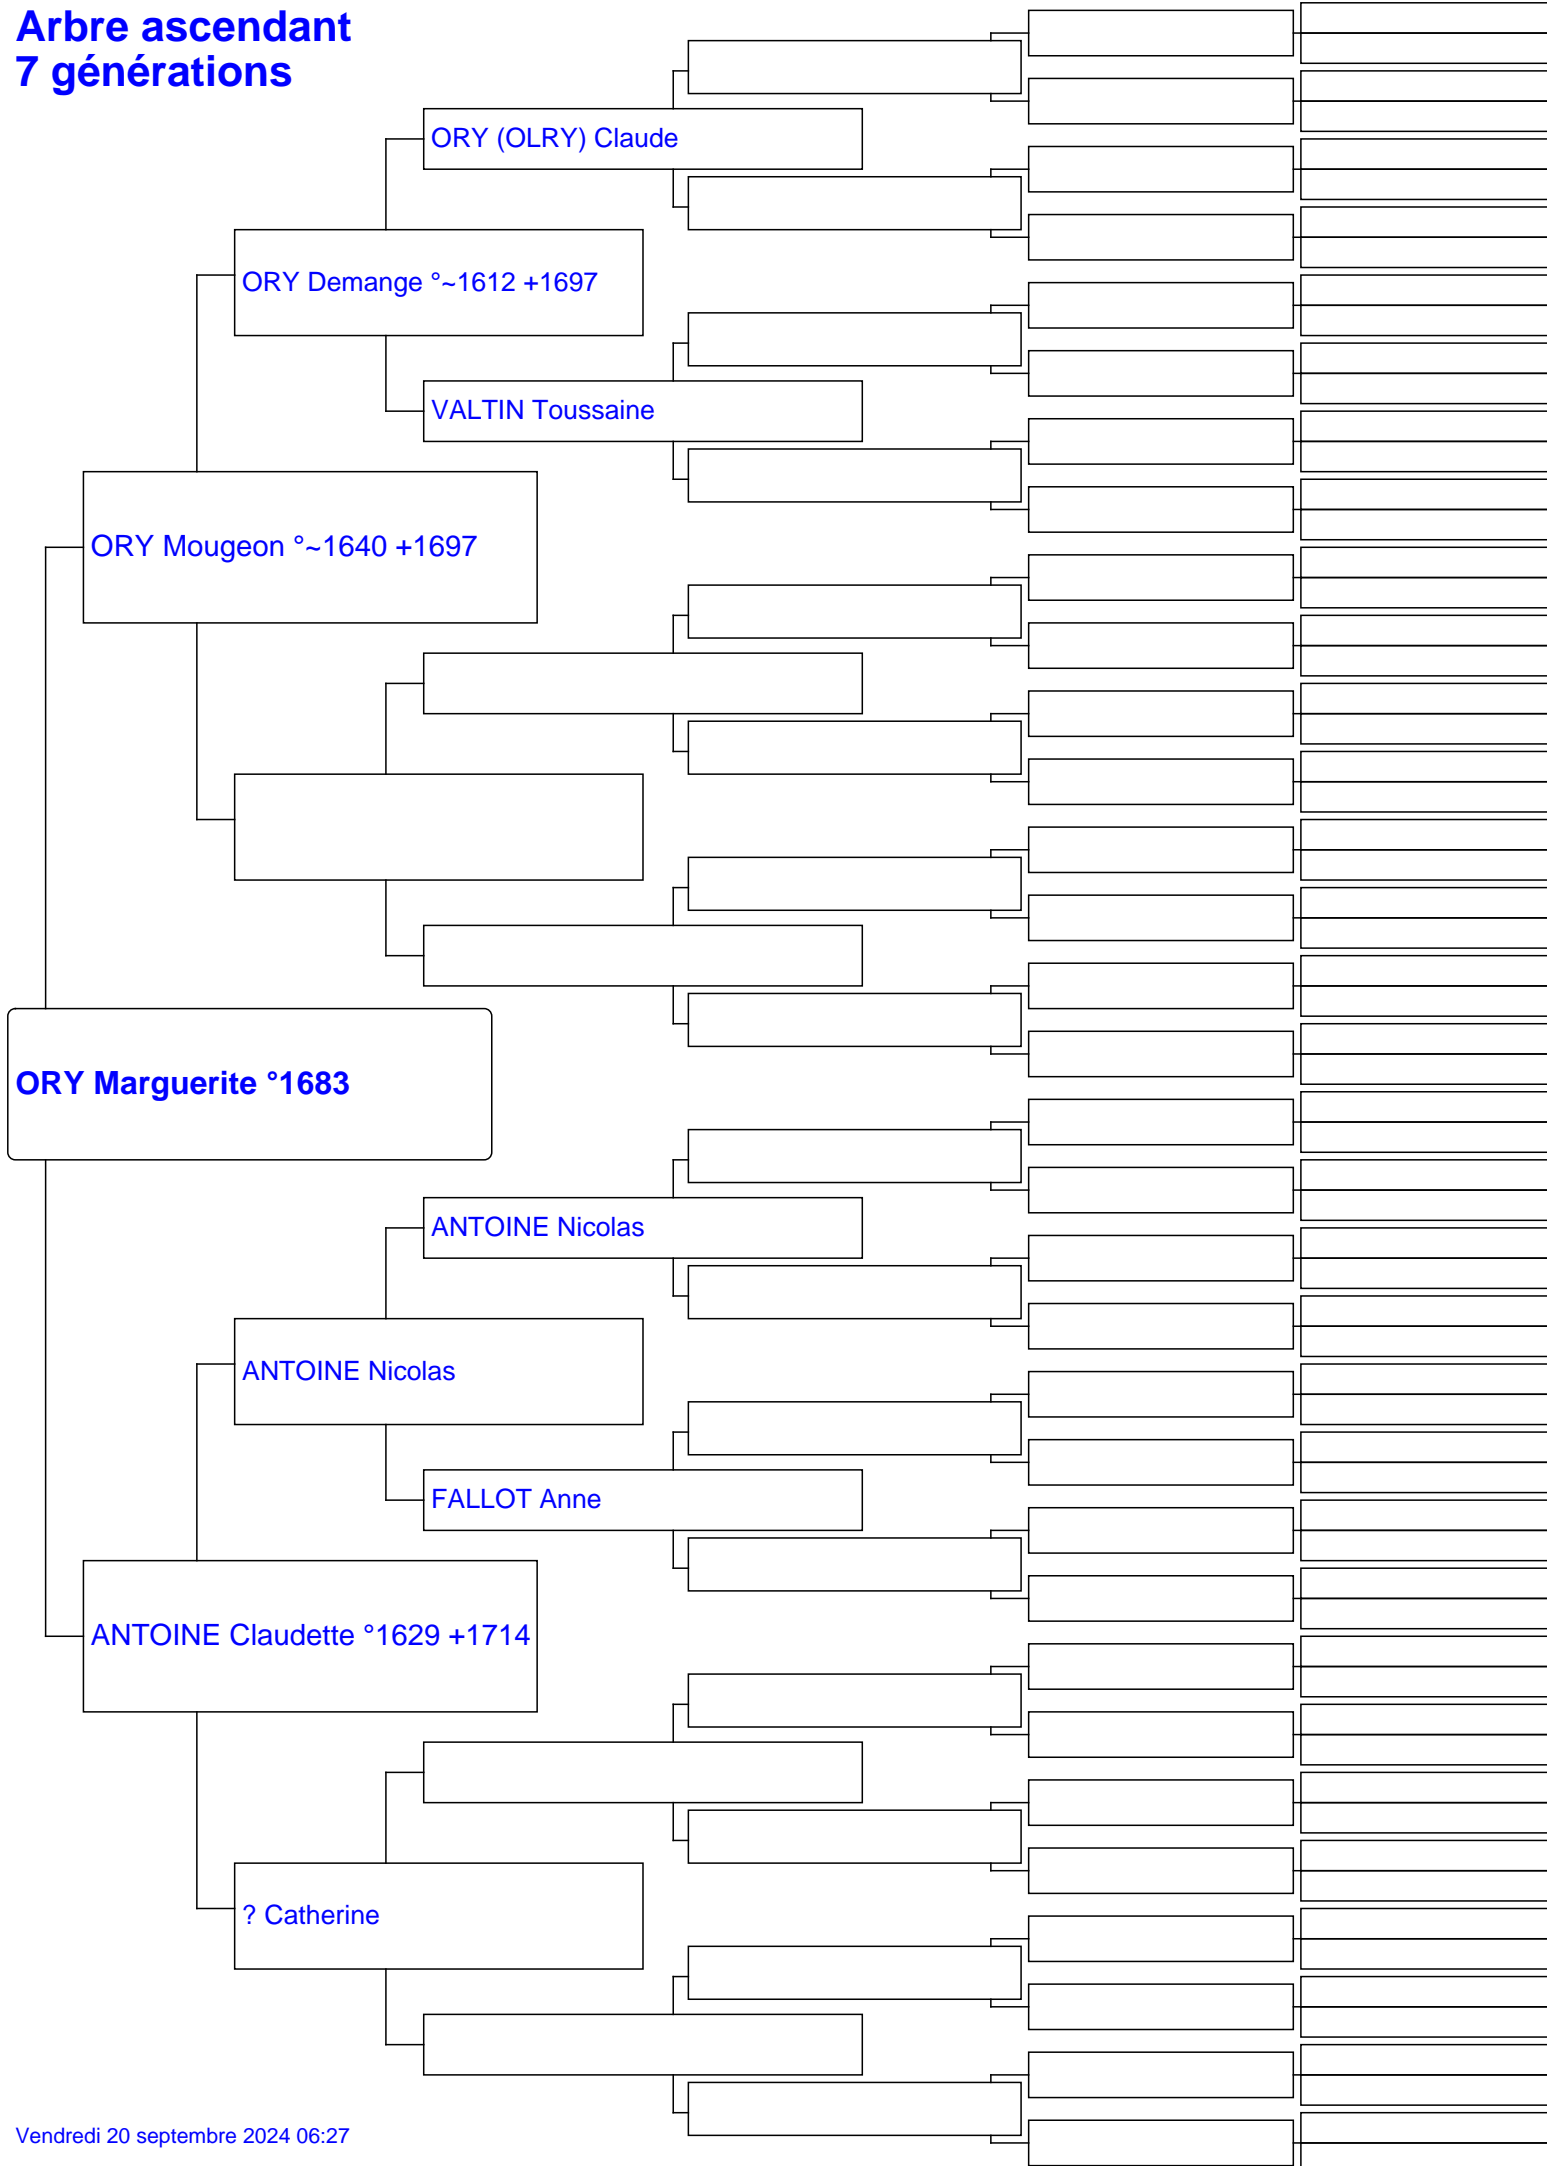 Arbre ascendant
7 générations
ORY (OLRY) Claude
ORY Demange °~1612 +1697
VALTIN Toussaine
ORY Mougeon °~1640 +1697
ORY Marguerite °1683
ANTOINE Nicolas
ANTOINE Nicolas
FALLOT Anne
ANTOINE Claudette °1629 +1714
? Catherine
Vendredi 20 septembre 2024 06:27